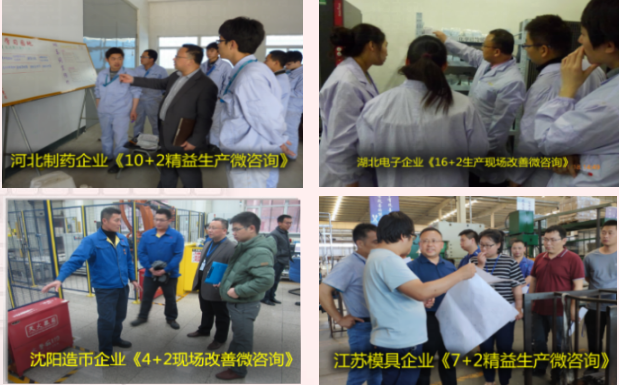 河北制药企业《10+2精益生产微咨询》
湖北电子企业《16+2生产现场改善微咨询》
沈阳造币企业《4+2现场改善微咨询》
江苏模具企业《7+2精益生产微咨询》